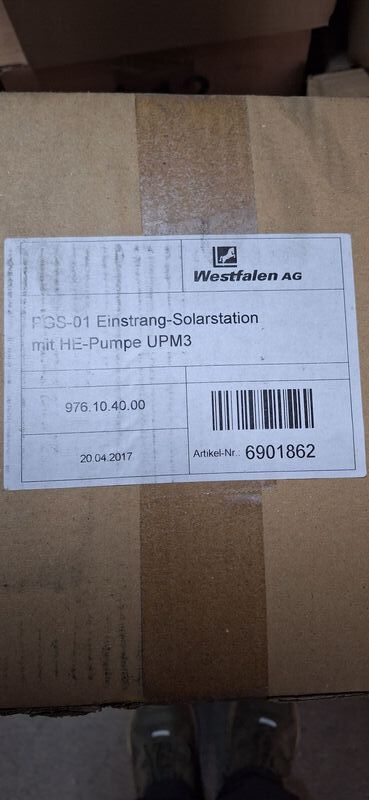 Westfalen AG
PGS-01 Einstrang-Solarstation
mit HE-Pumpe UPM3
976.10.40.00
20.04.2017
Artikel-Nr.: 6901862